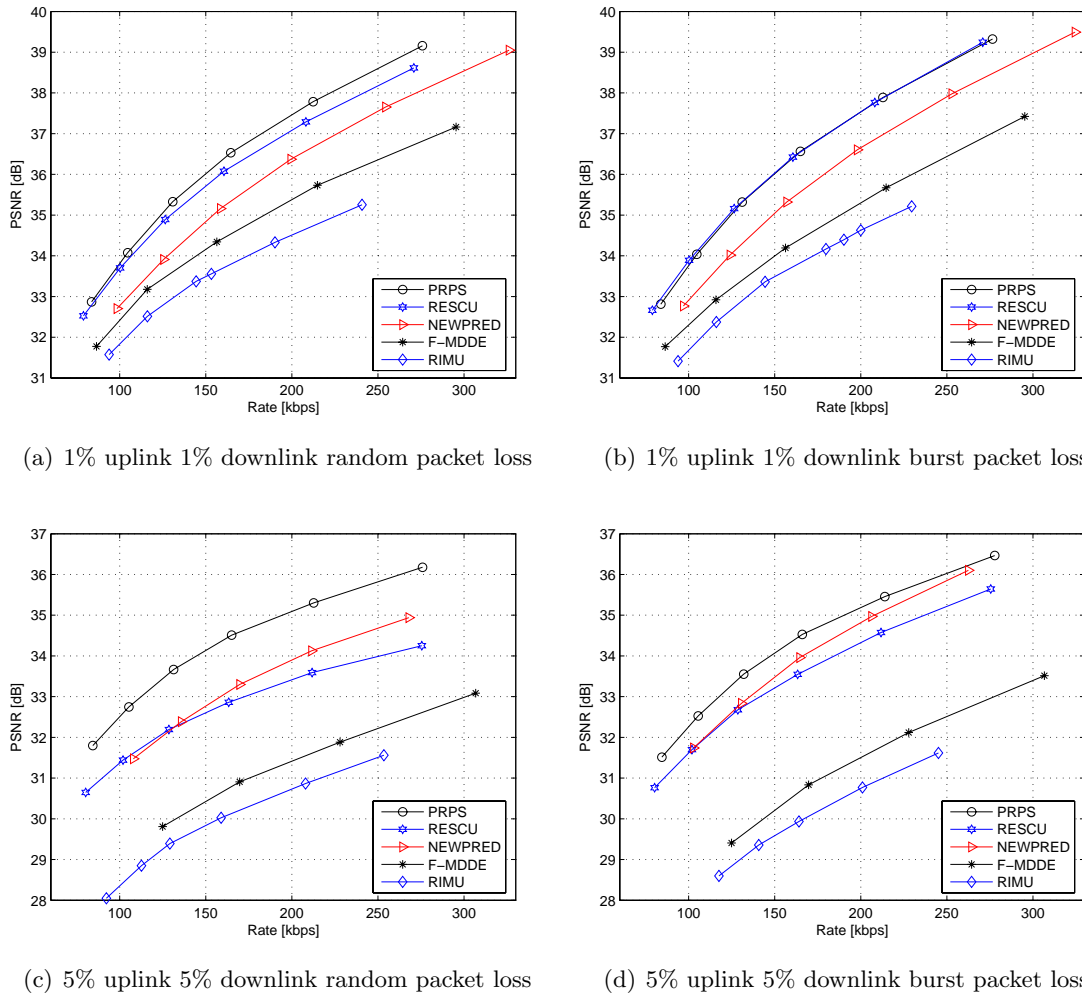 40
39
38
37
36
35
34
33
32
31
PSNR [dB]
100 150 200 250 300
Rate [kbps]
PRPS
RESCU
NEWPRED
F-MDDE
RIMU
(a) 1% uplink 1% downlink random packet loss
40
39
38
37
36
35
34
33
32
31
PSNR [dB]
100 150 200 250 300
Rate [kbps]
PRPS
RESCU
NEWPRED
F-MDDE
RIMU
(b) 1% uplink 1% downlink burst packet loss
37
36
35
34
33
32
31
30
29
28
PSNR [dB]
100 150 200 250 300
Rate [kbps]
PRPS
RESCU
NEWPRED
F-MDDE
RIMU
(c) 5% uplink 5% downlink random packet loss
37
36
35
34
33
32
31
30
29
28
PSNR [dB]
100 150 200 250 300
Rate [kbps]
PRPS
RESCU
NEWPRED
F-MDDE
RIMU
(d) 5% uplink 5% downlink burst packet loss